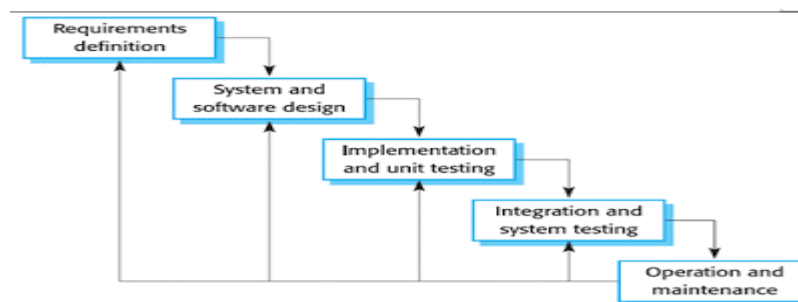 Requirements
definition
System and
software design
Implementation
and unit testing
Integration and
system testing
Operation and
maintenance